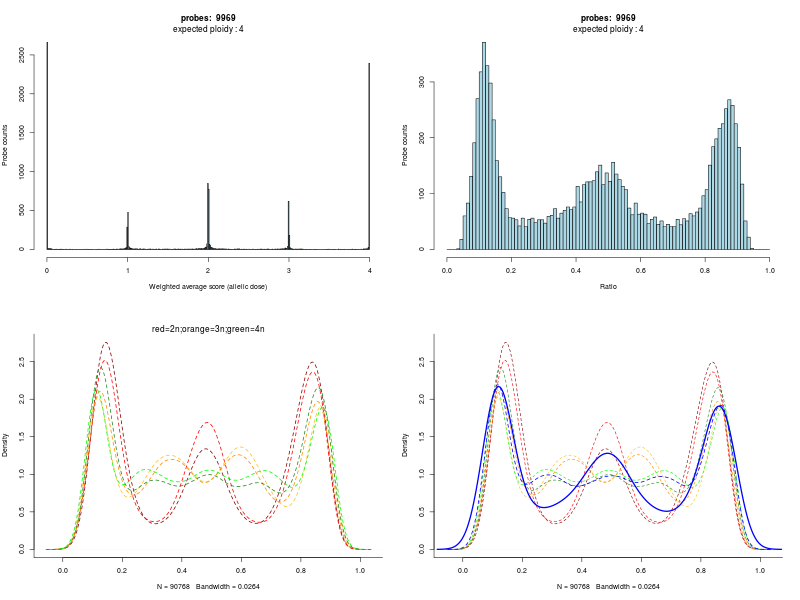 probes: 9969
expected ploidy : 4
Probe counts
2500
2000
1500
1000
500
0
0 1 2 3 4
Weighted average score (allelic dose)
probes: 9969
expected ploidy : 4
Probe counts
300
200
100
0
0.0 0.2 0.4 0.6 0.8 1.0
Ratio
red=2n;orange=3n;green=4n
Density
2.5
2.0
1.5
1.0
0.5
0.0
0.0 0.2 0.4 0.6 0.8 1.0
N = 90768 Bandwidth = 0.0264
Density
2.5
2.0
1.5
1.0
0.5
0.0
0.0 0.2 0.4 0.6 0.8 1.0
N = 90768 Bandwidth = 0.0264